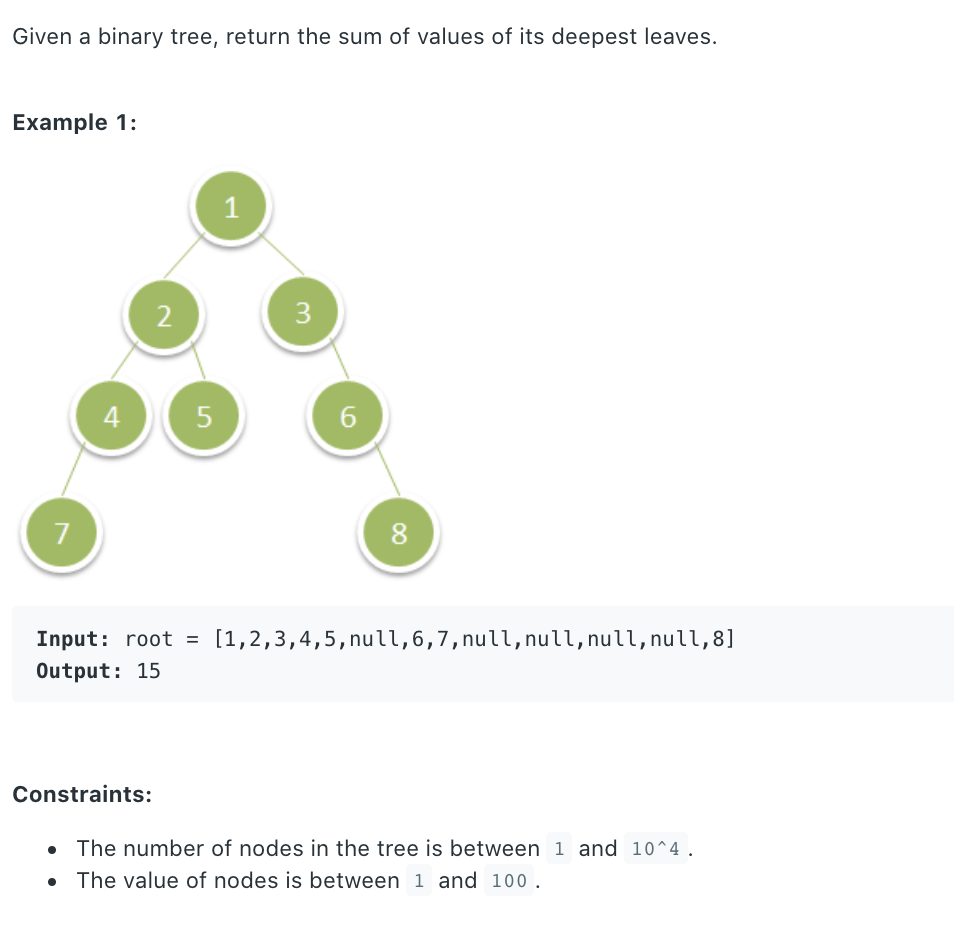 Given a binary tree, return the sum of values of its deepest leaves.
Example 1:
1
2 3
4 5 6
7 8
Input: root = [1,2,3,4,5,null,6,7,null,null,null,null,8]
Output: 15
Constraints:
• The number of nodes in the tree is between 1 and 10^4 .
• The value of nodes is between 1 and 100 .